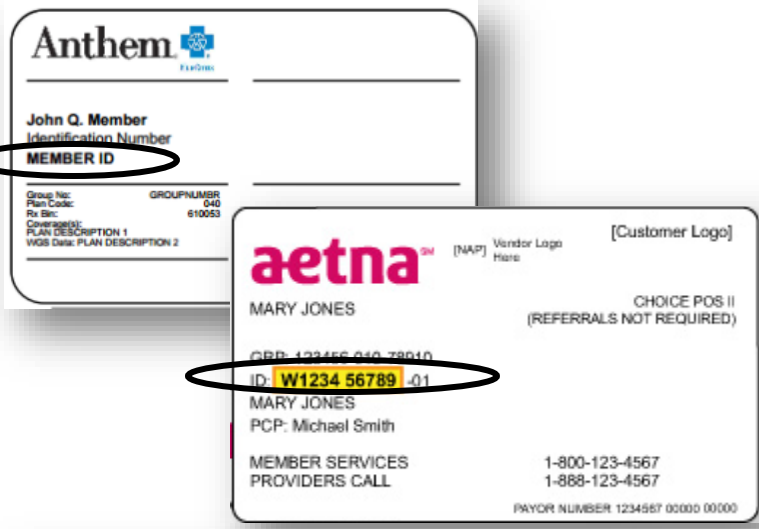 Anthem
BlueCross
John Q. Member
Identification Number
MEMBER ID
Group No: GROUPNUMBR
Plan Code: 040
Rx Bin: 610053
Coverage(s):
PLAN DESCRIPTION 1
WGS Data: PLAN DESCRIPTION 2
aetna SM
[NAP] Vendor Logo Here
[Customer Logo]
MARY JONES
CHOICE POS II
(REFERRALS NOT REQUIRED)
GRP: 123456-010-78910
ID: W1234 56789 -01
MARY JONES
PCP: Michael Smith
MEMBER SERVICES 1-800-123-4567
PROVIDERS CALL 1-888-123-4567
PAYOR NUMBER 1234567 00000 00000